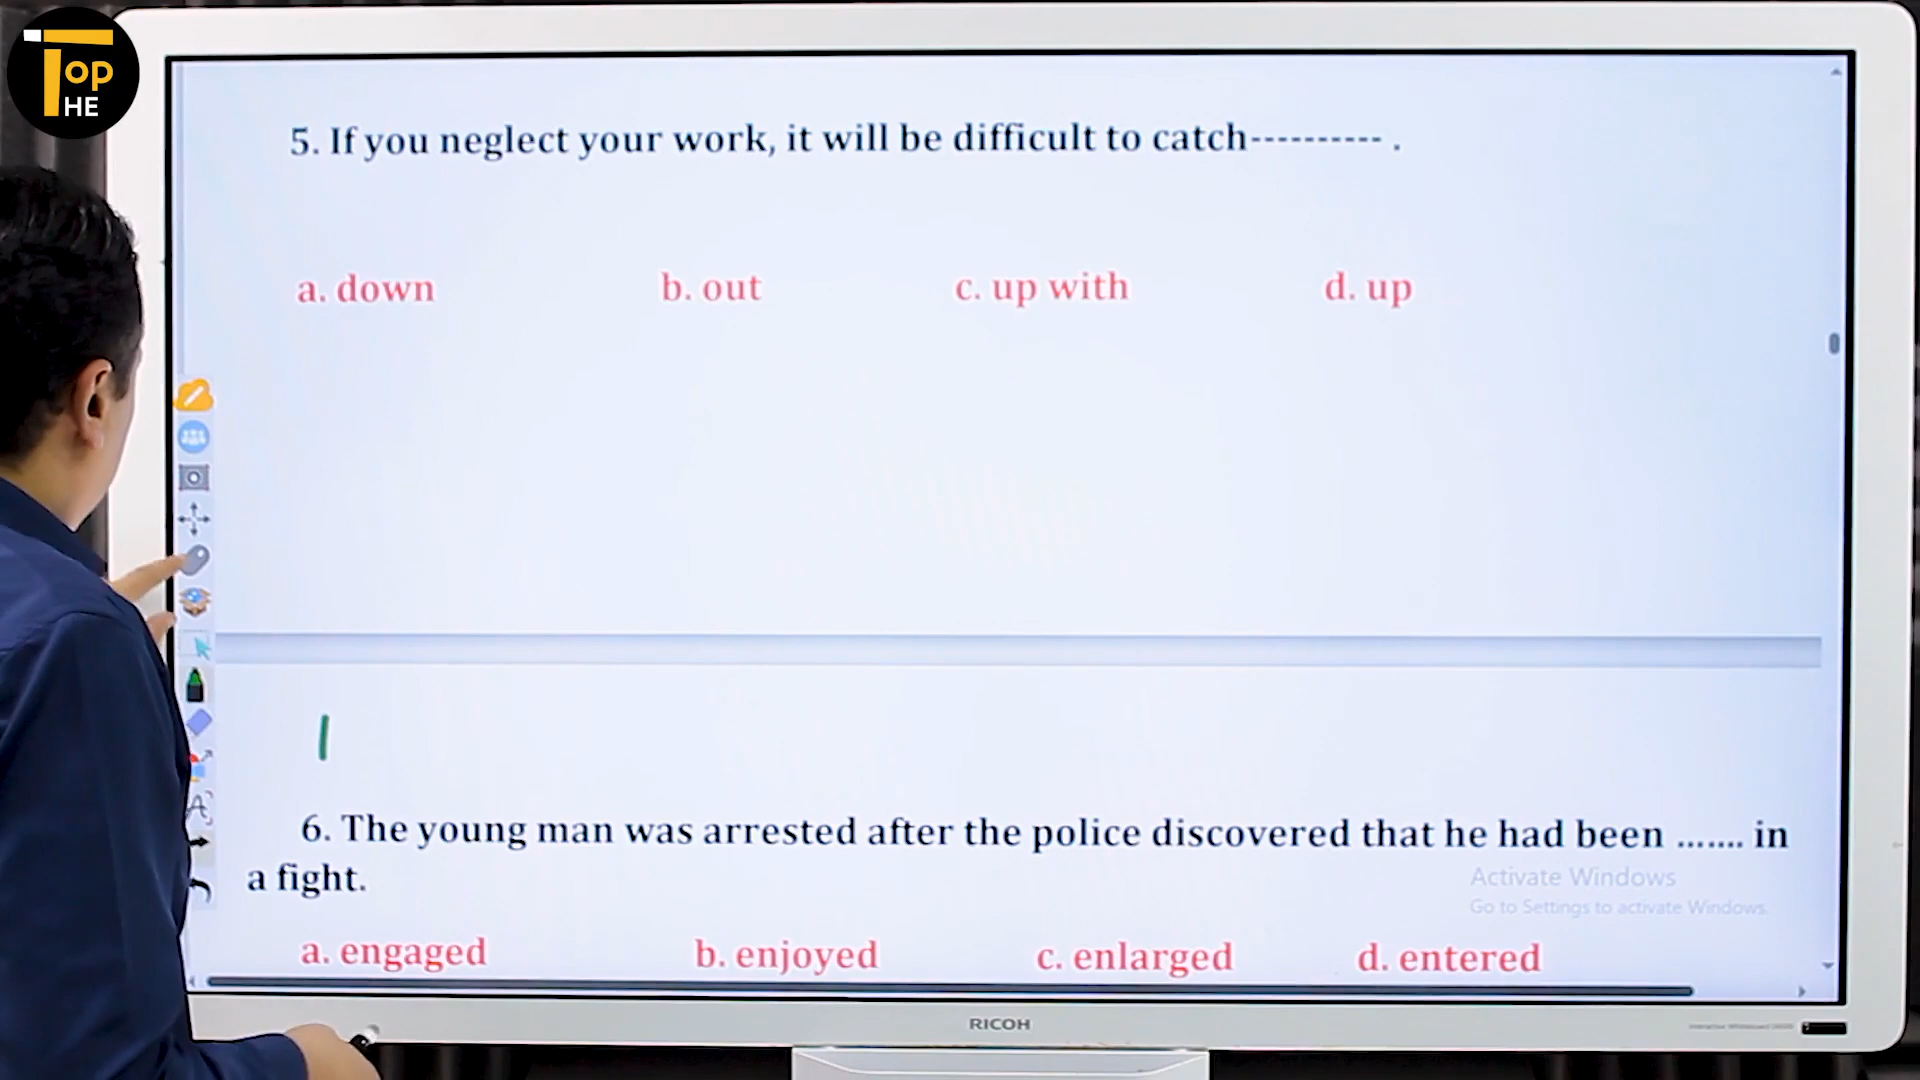 TOP
THE
5. If you neglect your work, it will be difficult to catch---------- .
a. down b. out c. up with d. up
6. The young man was arrested after the police discovered that he had been ....... in
a fight.
Activate Windows
Go to Settings to activate Windows.
a. engaged b. enjoyed c. enlarged d. entered
RICOH